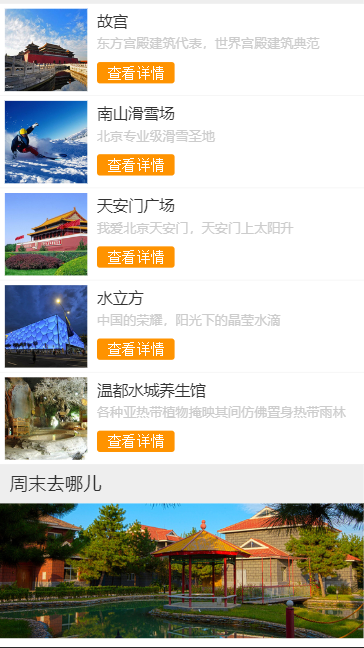 故宫
东方宫殿建筑代表，世界宫殿建筑典范
查看详情
南山滑雪场
北京专业级滑雪圣地
查看详情
天安门广场
我爱北京天安门，天安门上太阳升
查看详情
水立方
中国的荣耀，阳光下的晶莹水滴
查看详情
温都水城养生馆
各种亚热带植物掩映其间仿佛置身热带雨林
查看详情
周末去哪儿